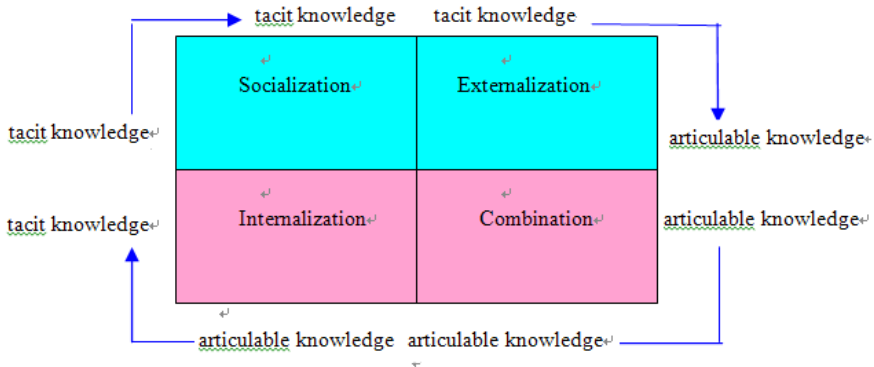 tacit knowledge tacit knowledge
Socialization Externalization
tacit knowledge articulable knowledge
Internalization Combination
tacit knowledge articulable knowledge
articulable knowledge articulable knowledge